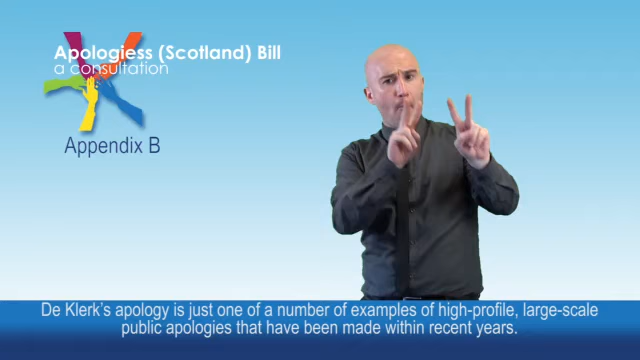 Apologiess (Scotland) Bill
a consultation
Appendix B
De Klerk's apology is just one of a number of examples of high-profile, large-scale
public apologies that have been made within recent years.